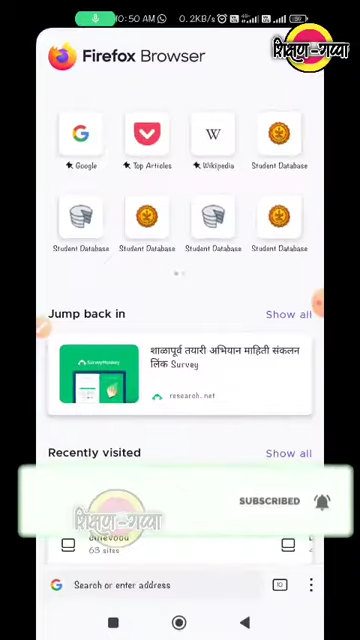 10:50 AM
0.2KB/s
शिक्षण-गप्पा
Firefox Browser
Google
Top Articles
Wikipedia
Student Database
Student Database
Student Database
Student Database
Student Database
Jump back in
Show all
SurveyMonkey
शाळापूर्व तयारी अभियान माहिती संकलन
लिंक Survey
research.net
Recently visited
Show all
SUBSCRIBED
शिक्षण-गप्पा
63 sites
Search or enter address
10